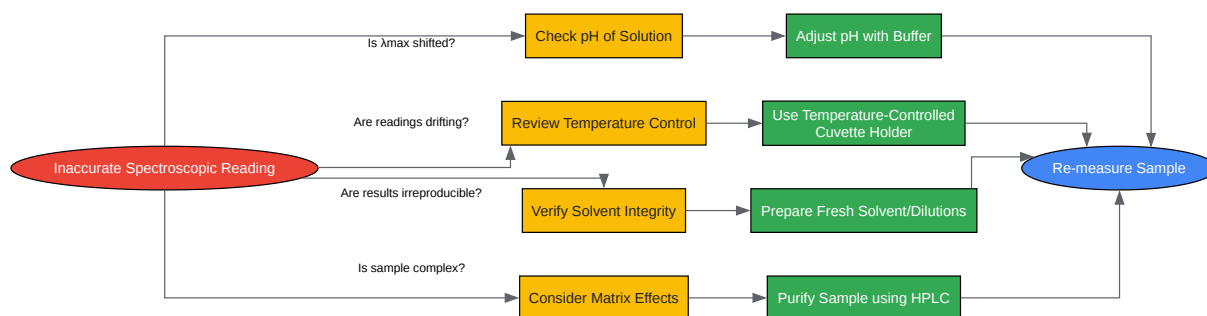 Is λmax shifted?
Check pH of Solution
Adjust pH with Buffer
Are readings drifting?
Review Temperature Control
Use Temperature-Controlled
Cuvette Holder
Inaccurate Spectroscopic Reading
Re-measure Sample
Are results irreproducible?
Verify Solvent Integrity
Prepare Fresh Solvent/Dilutions
Is sample complex?
Consider Matrix Effects
Purify Sample using HPLC